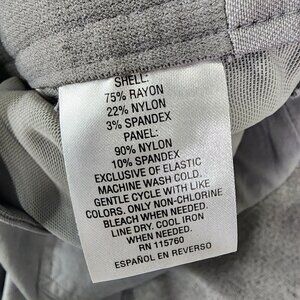 SHELL:
75% RAYON
22% NYLON
3% SPANDEX
PANEL:
90% NYLON
10% SPANDEX
EXCLUSIVE OF ELASTIC
MACHINE WASH COLD.
GENTLE CYCLE WITH LIKE
COLORS. ONLY NON-CHLORINE
BLEACH WHEN NEEDED.
LINE DRY. COOL IRON
WHEN NEEDED.
RN 115760
ESPAÑOL EN REVERSO